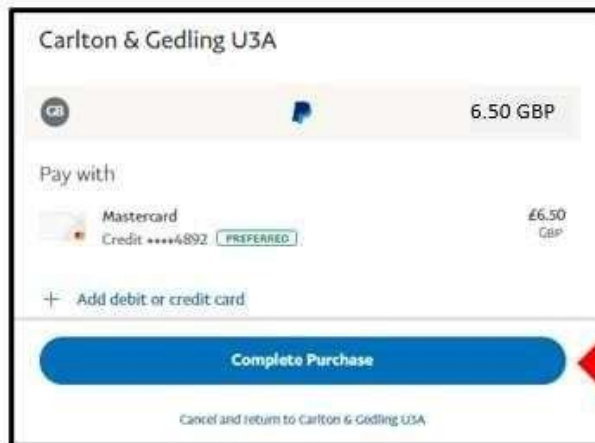 Carlton & Gedling U3A
GB 6.50 GBP
Pay with
Mastercard £6.50
Credit ••••4892 PREFERRED GBP
+ Add debit or credit card
Complete Purchase
Cancel and return to Carlton & Gedling U3A